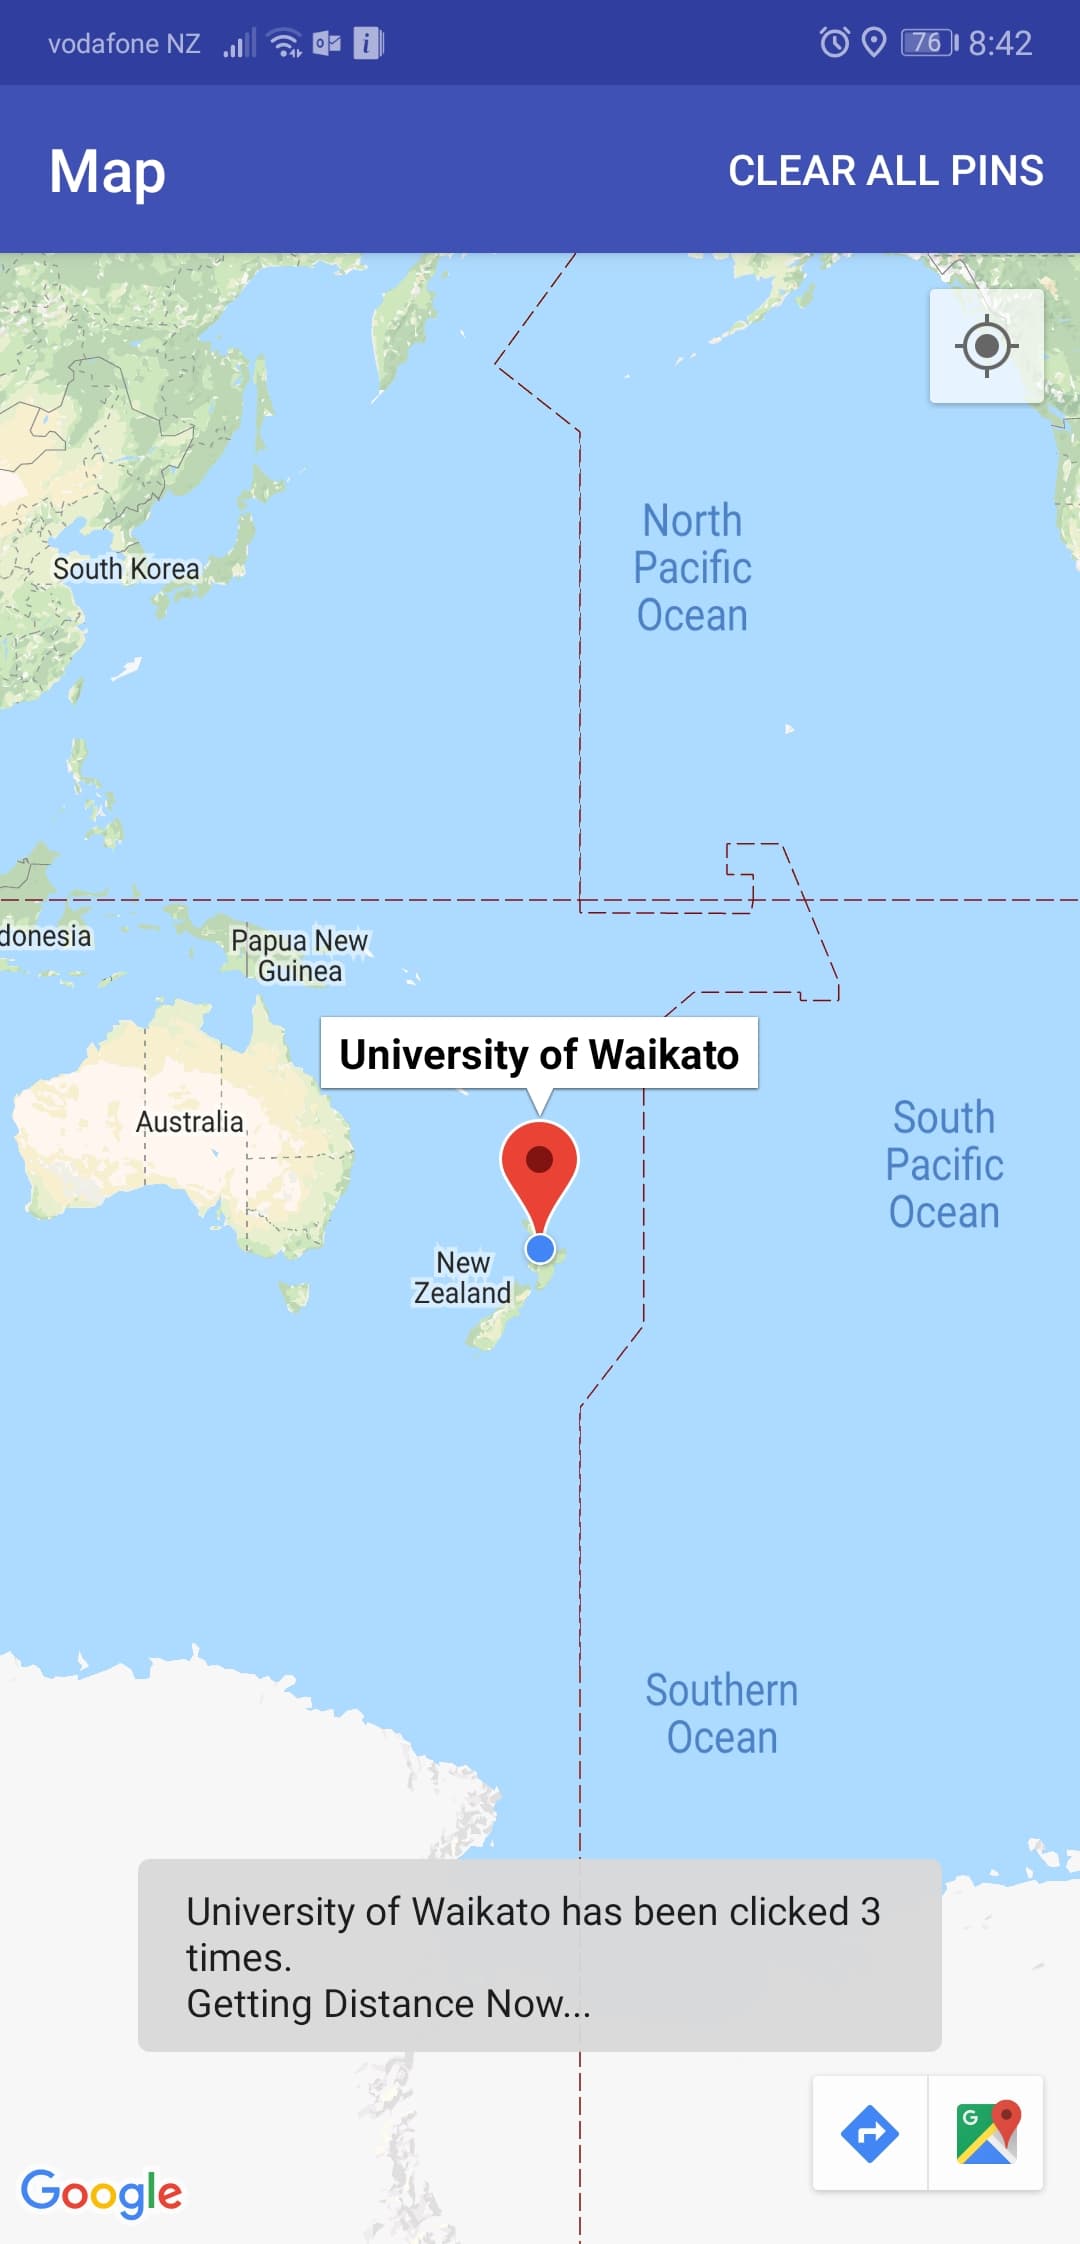 vodafone NZ
76 8:42
Map
CLEAR ALL PINS
North
Pacific
Ocean
South Korea
donesia
Papua New
Guinea
University of Waikato
Australia
South
Pacific
Ocean
New
Zealand
Southern
Ocean
University of Waikato has been clicked 3
times.
Getting Distance Now...
G
Google